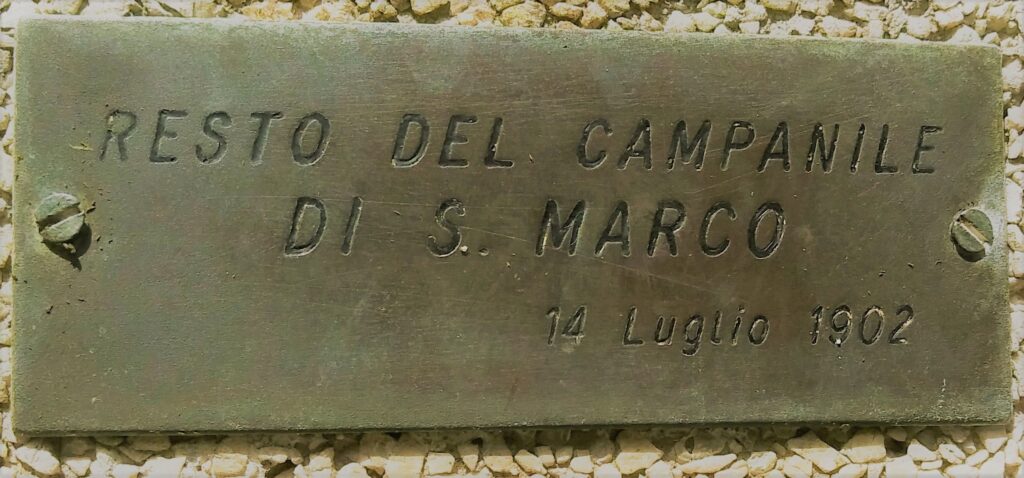 RESTO DEL CAMPANILE
DI S. MARCO
14 Luglio 1902